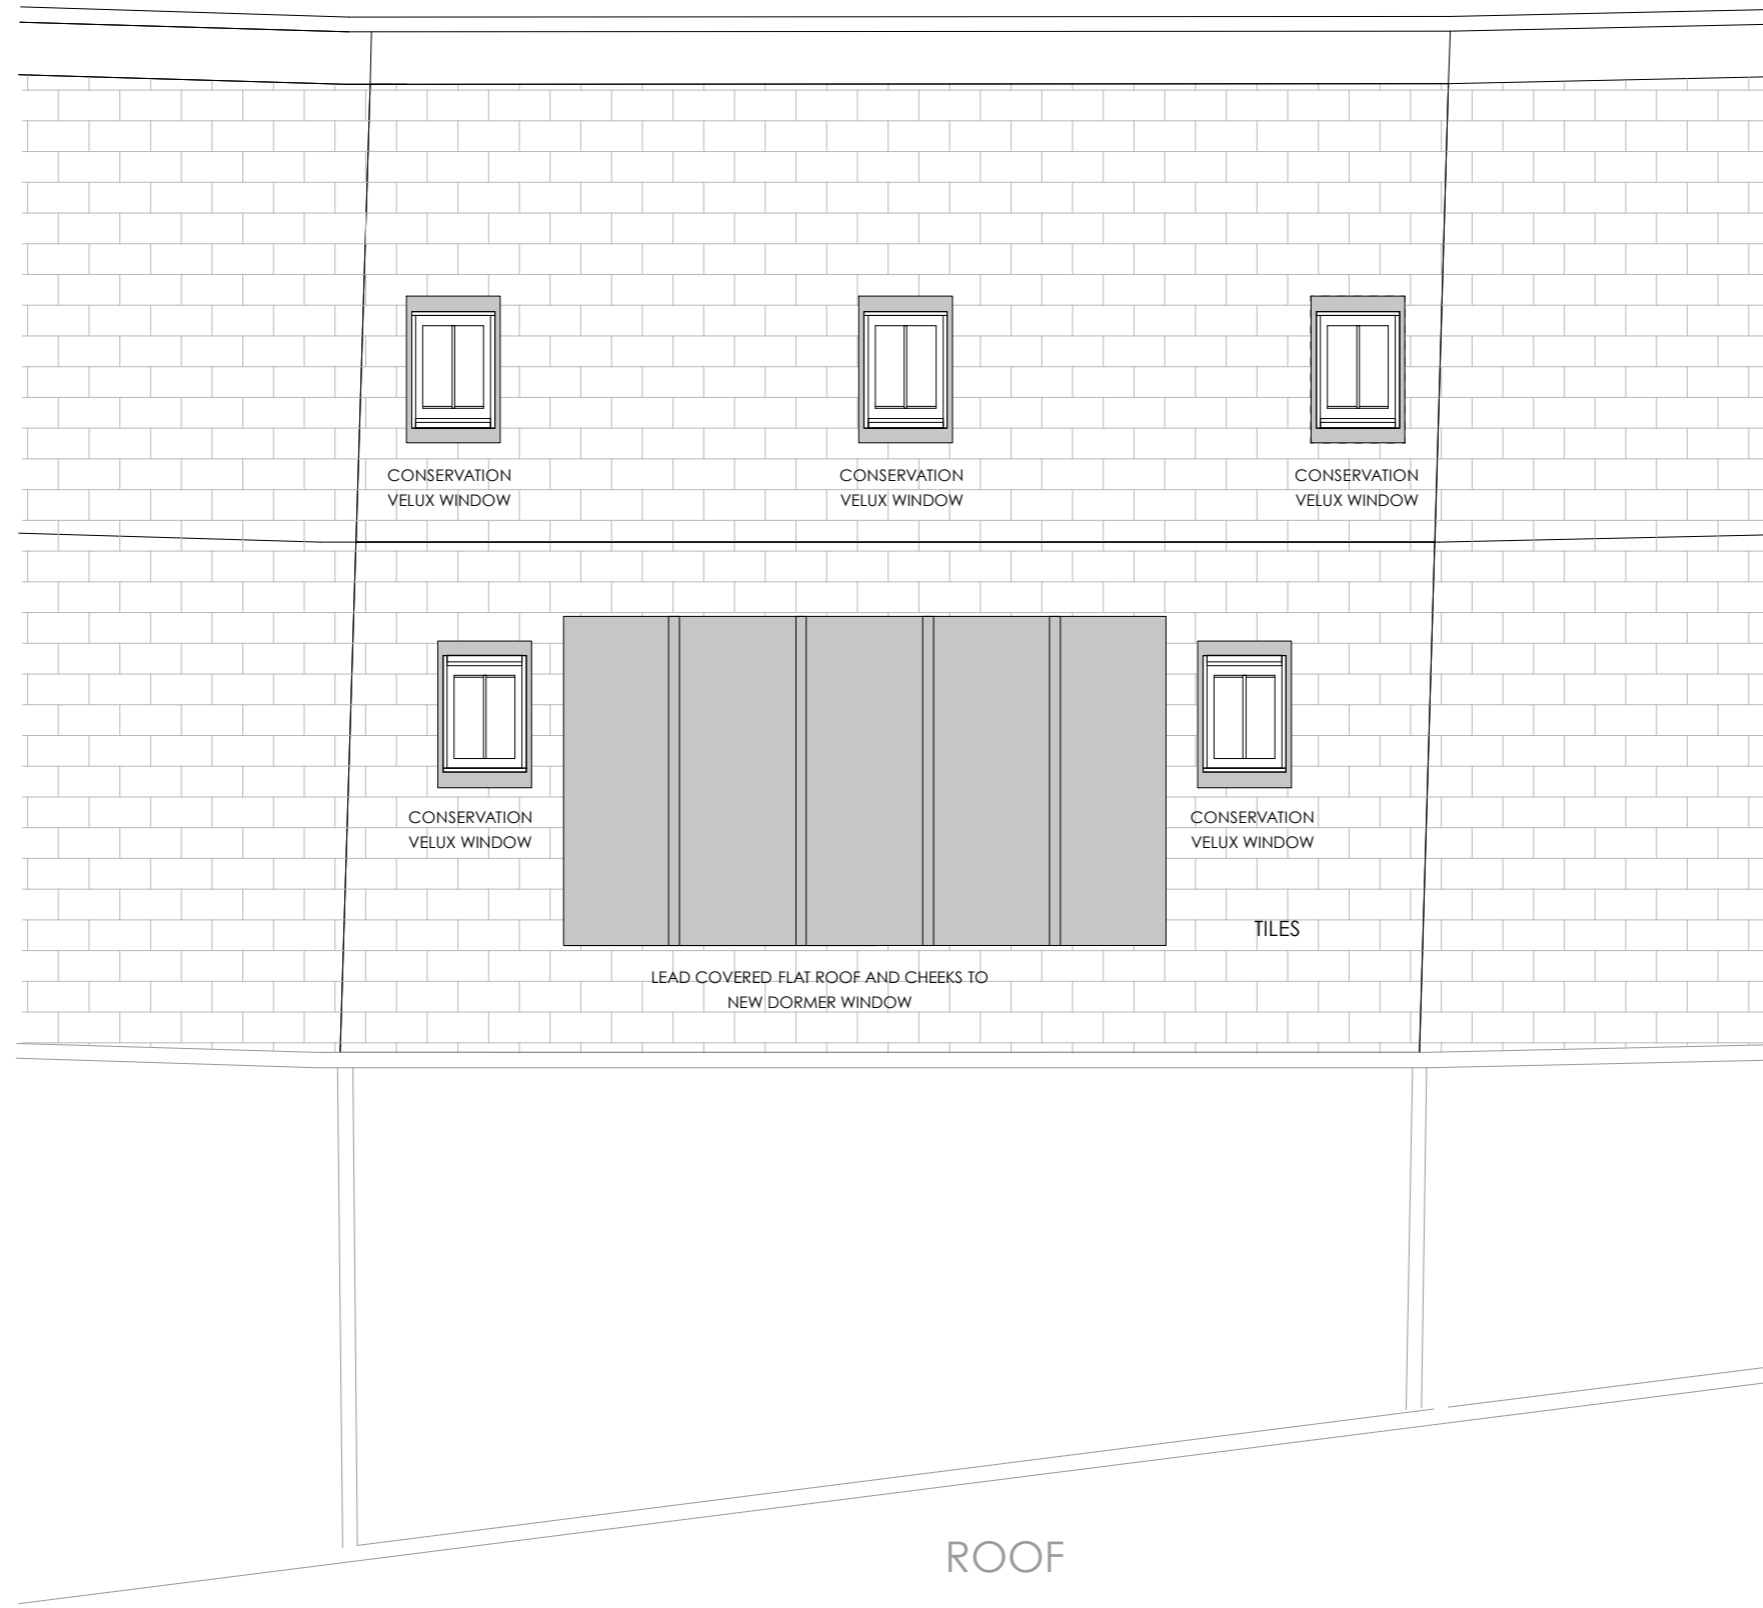 CONSERVATION
VELUX WINDOW
CONSERVATION
VELUX WINDOW
CONSERVATION
VELUX WINDOW
CONSERVATION
VELUX WINDOW
CONSERVATION
VELUX WINDOW
TILES
LEAD COVERED FLAT ROOF AND CHEEKS TO
NEW DORMER WINDOW
ROOF